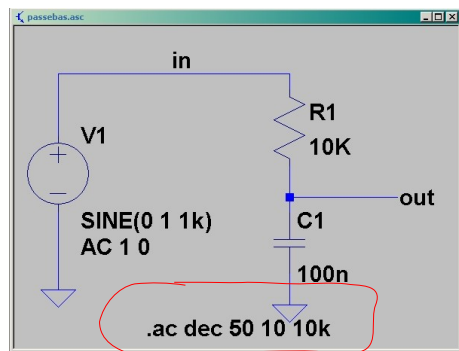 passebas.asc
in
R1
10K
V1
out
SINE(0 1 1k)
AC 1 0
C1
100n
.ac dec 50 10 10k